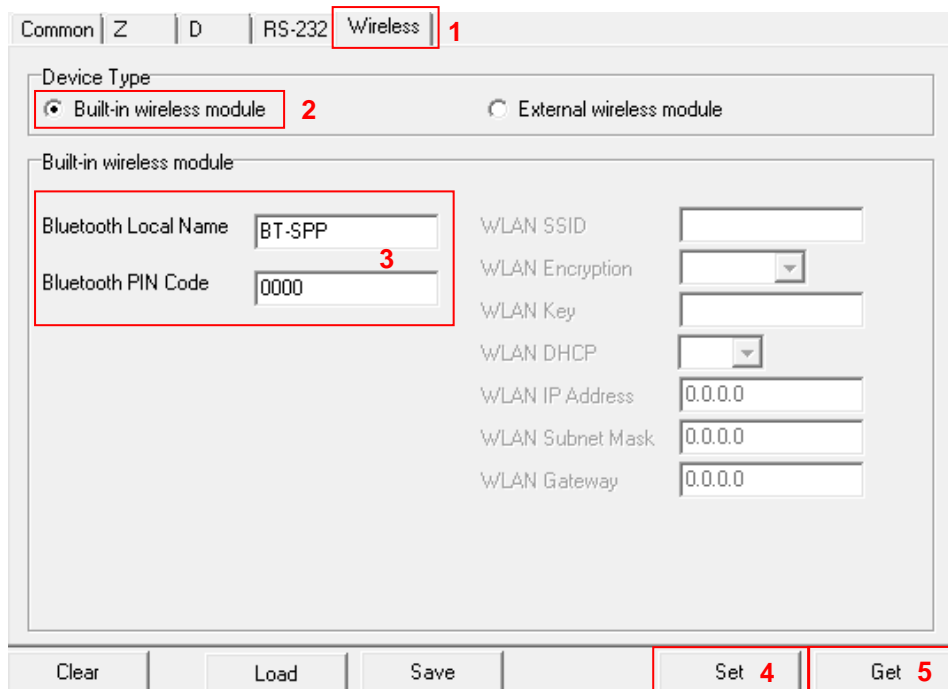 Common Z D RS-232 Wireless 1
Device Type
Built-in wireless module 2 External wireless module
Built-in wireless module
Bluetooth Local Name BT-SPP WLAN SSID
3
WLAN Encryption
Bluetooth PIN Code 0000
WLAN Key
WLAN DHCP
WLAN IP Address 0.0.0.0
WLAN Subnet Mask 0.0.0.0
WLAN Gateway 0.0.0.0
Clear Load Save Set 4 Get 5